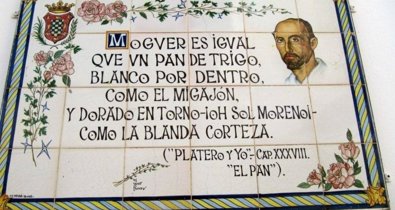 MOGUER ES IGUAL
QUE UN PAN DE TRIGO,
BLANCO POR DENTRO,
COMO EL MIGAJÓN,
Y DORADO EN TORNO-¡OH SOL MORENO!-
COMO LA BLANDA CORTEZA.
("PLATERO Y YO".- CAP. XXXVIII.
"EL PAN").